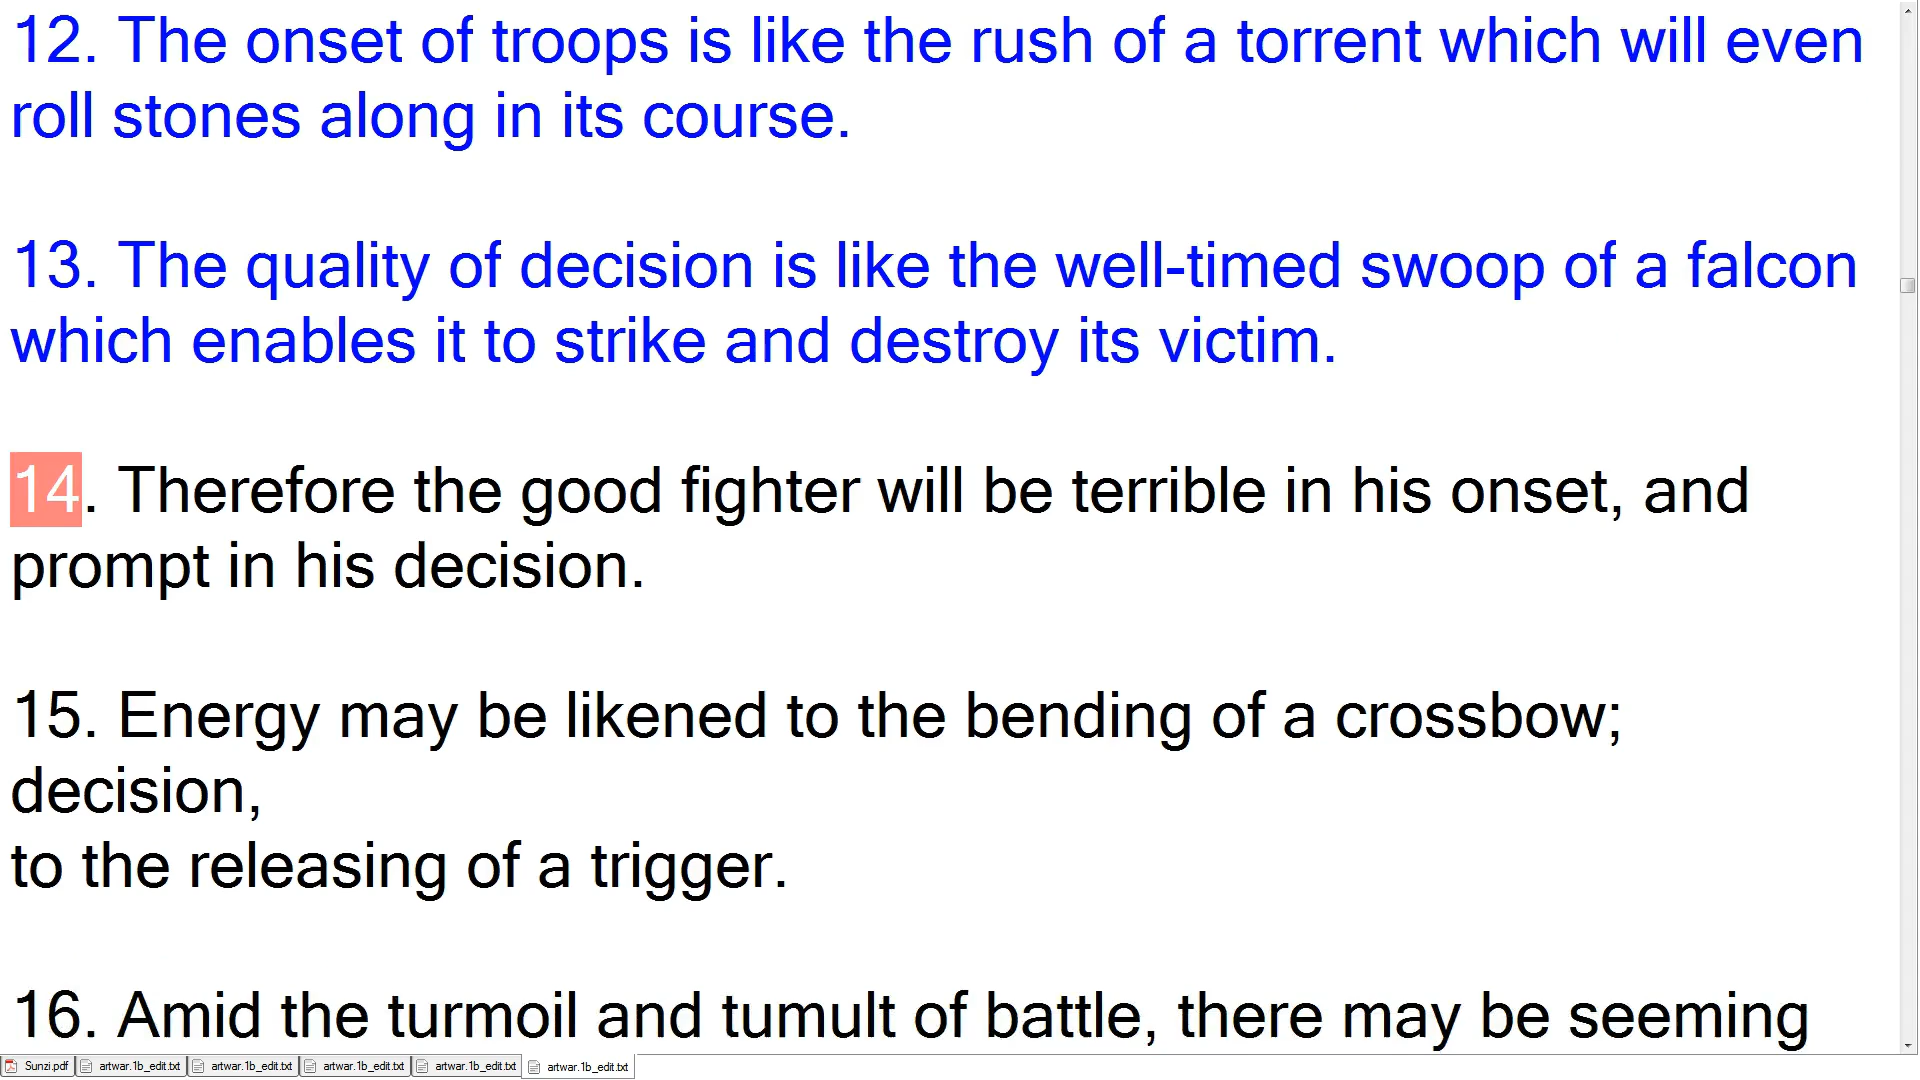 12. The onset of troops is like the rush of a torrent which will even
roll stones along in its course.
13. The quality of decision is like the well-timed swoop of a falcon
which enables it to strike and destroy its victim.
14. Therefore the good fighter will be terrible in his onset, and
prompt in his decision.
15. Energy may be likened to the bending of a crossbow;
decision,
to the releasing of a trigger.
16. Amid the turmoil and tumult of battle, there may be seeming
Sunzi.pdf artwar.1b_edit.txt artwar.1b_edit.txt artwar.1b_edit.txt artwar.1b_edit.txt artwar.1b_edit.txt